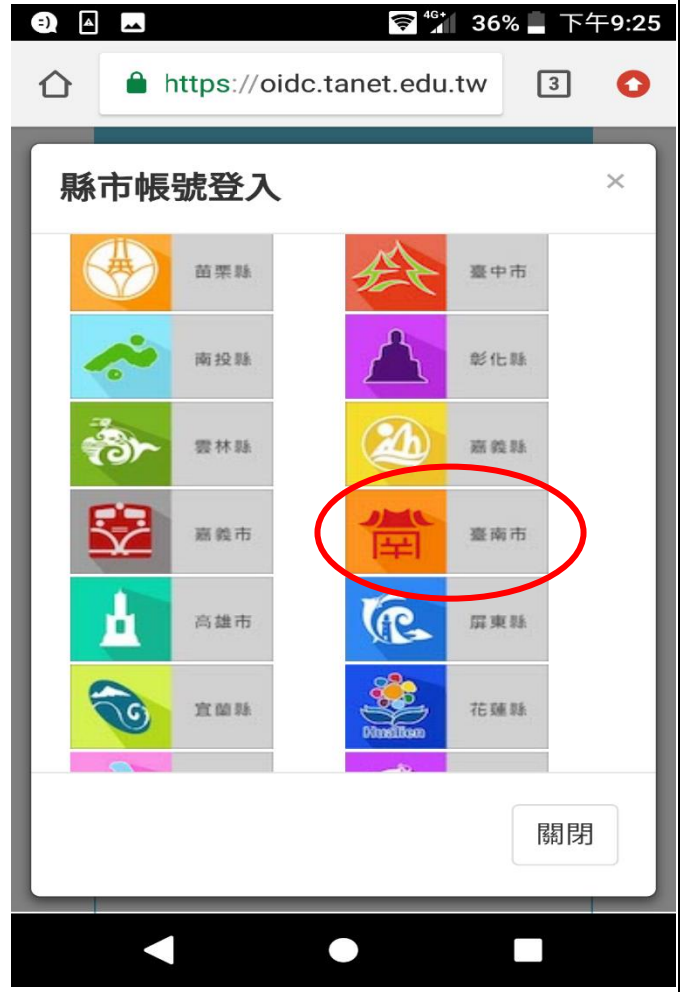 4G+ 36% 下午9:25
https://oidc.tanet.edu.tw 3
縣市帳號登入 ×
苗栗縣 臺中市
南投縣 彰化縣
雲林縣 嘉義縣
嘉義市 臺南市
高雄市 屏東縣
宜蘭縣 Hualien 花蓮縣
關閉